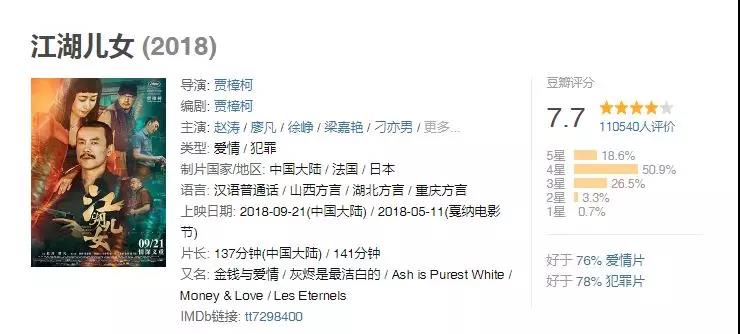 江湖儿女 (2018)
导演: 贾樟柯
编剧: 贾樟柯
主演: 赵涛 / 廖凡 / 徐峥 / 梁嘉艳 / 刁亦男 / 更多...
类型: 爱情 / 犯罪
制片国家/地区: 中国大陆 / 法国 / 日本
语言: 汉语普通话 / 山西方言 / 湖北方言 / 重庆方言
上映日期: 2018-09-21(中国大陆) / 2018-05-11(戛纳电影
节)
片长: 137分钟(中国大陆) / 141分钟
又名: 金钱与爱情 / 灰烬是最洁白的 / Ash is Purest White /
Money & Love / Les Eternels
IMDb链接: tt7298400
豆瓣评分
7.7
110540人评价
5星 18.6%
4星 50.9%
3星 26.5%
2星 3.3%
1星 0.7%
好于 76% 爱情片
好于 78% 犯罪片
江湖儿女
09/21
情深义重